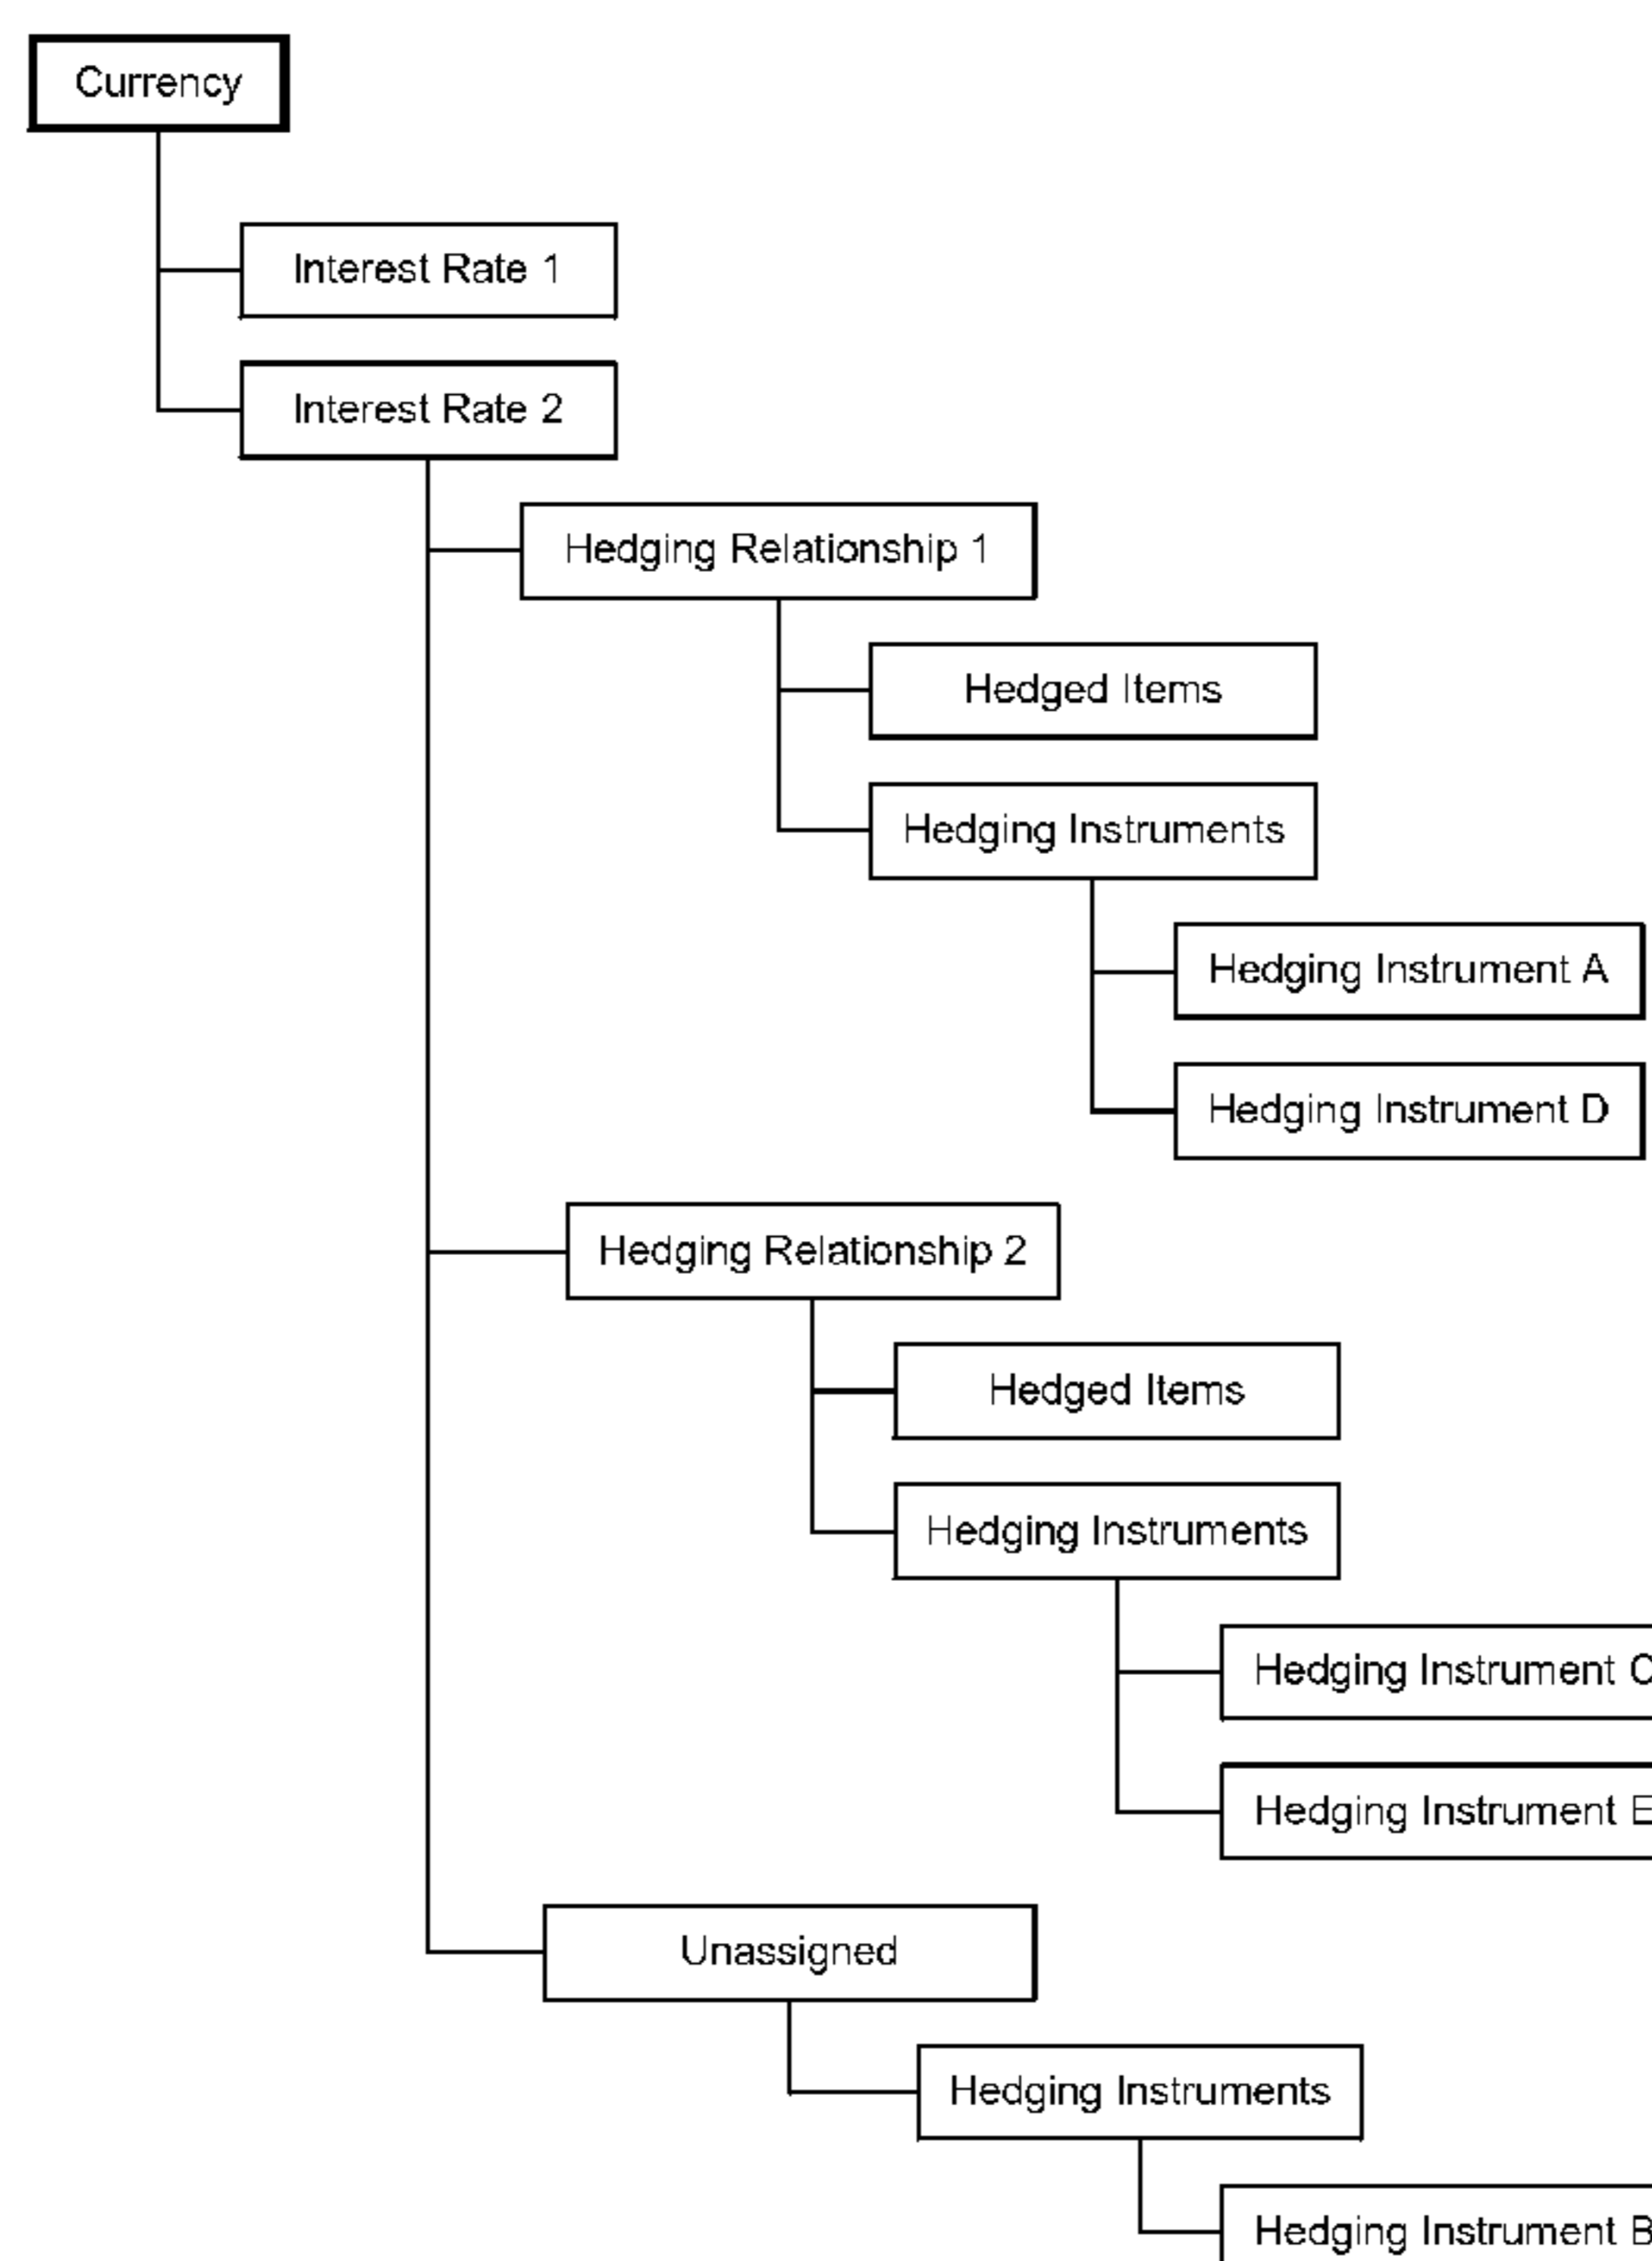 Currency
Interest Rate 1
Interest Rate 2
Hedging Relationship 1
Hedged Items
Hedging Instruments
Hedging Instrument A
Hedging Instrument D
Hedging Relationship 2
Hedged Items
Hedging Instruments
Hedging Instrument C
Hedging Instrument E
Unassigned
Hedging Instruments
Hedging Instrument B